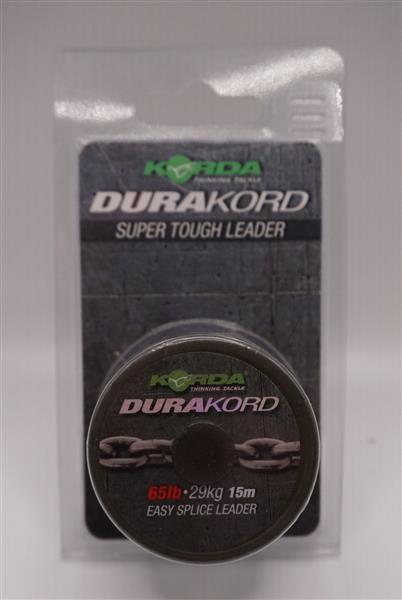 KORDA
THINKING TACKLE
DURAKORD
SUPER TOUGH LEADER
KORDA
THINKING TACKLE
DURAKORD
65lb • 29kg 15m
EASY SPLICE LEADER